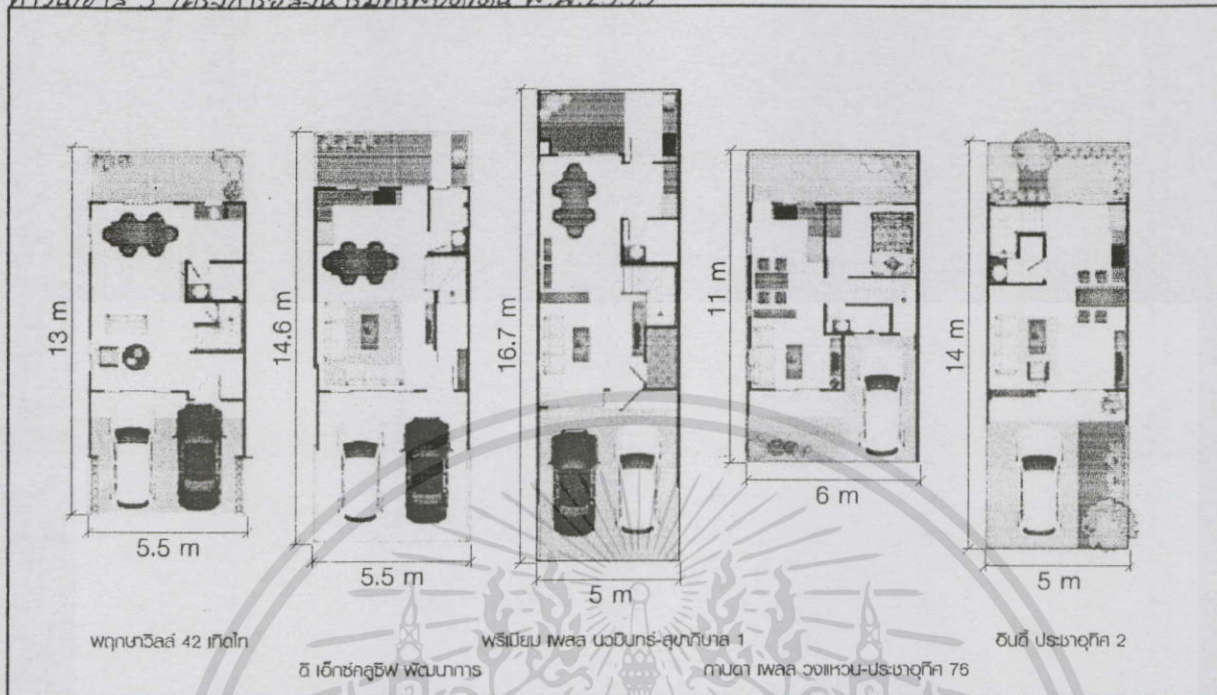 13 m
5.5 m
14.6 m
5.5 m
16.7 m
5 m
11 m
6 m
14 m
5 m
พฤกษาวิลล์ 42 เทิดไท
ดิ เอ็กซ์คลูซิฟ พัฒนาการ
พรีเมียม เพลส นวมินทร์-สุขาภิบาล 1
กานดา เพลส วงแหวน-ประชาอุทิศ 76
อินดี้ ประชาอุทิศ 2